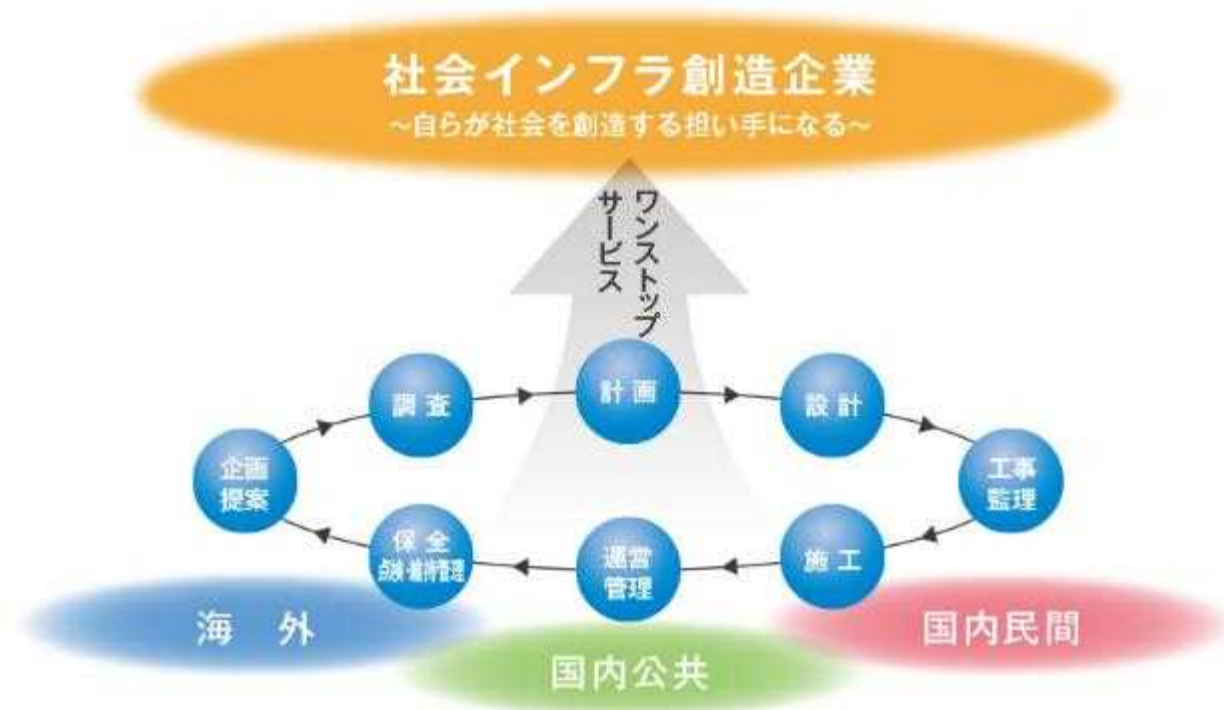 社会インフラ創造企業
～自らが社会を創造する担い手になる～
ワンストップ
サービス
調査
計画
設計
企画
提案
工事
監理
保全
点検・維持管理
運営
管理
施工
海外
国内民間
国内公共